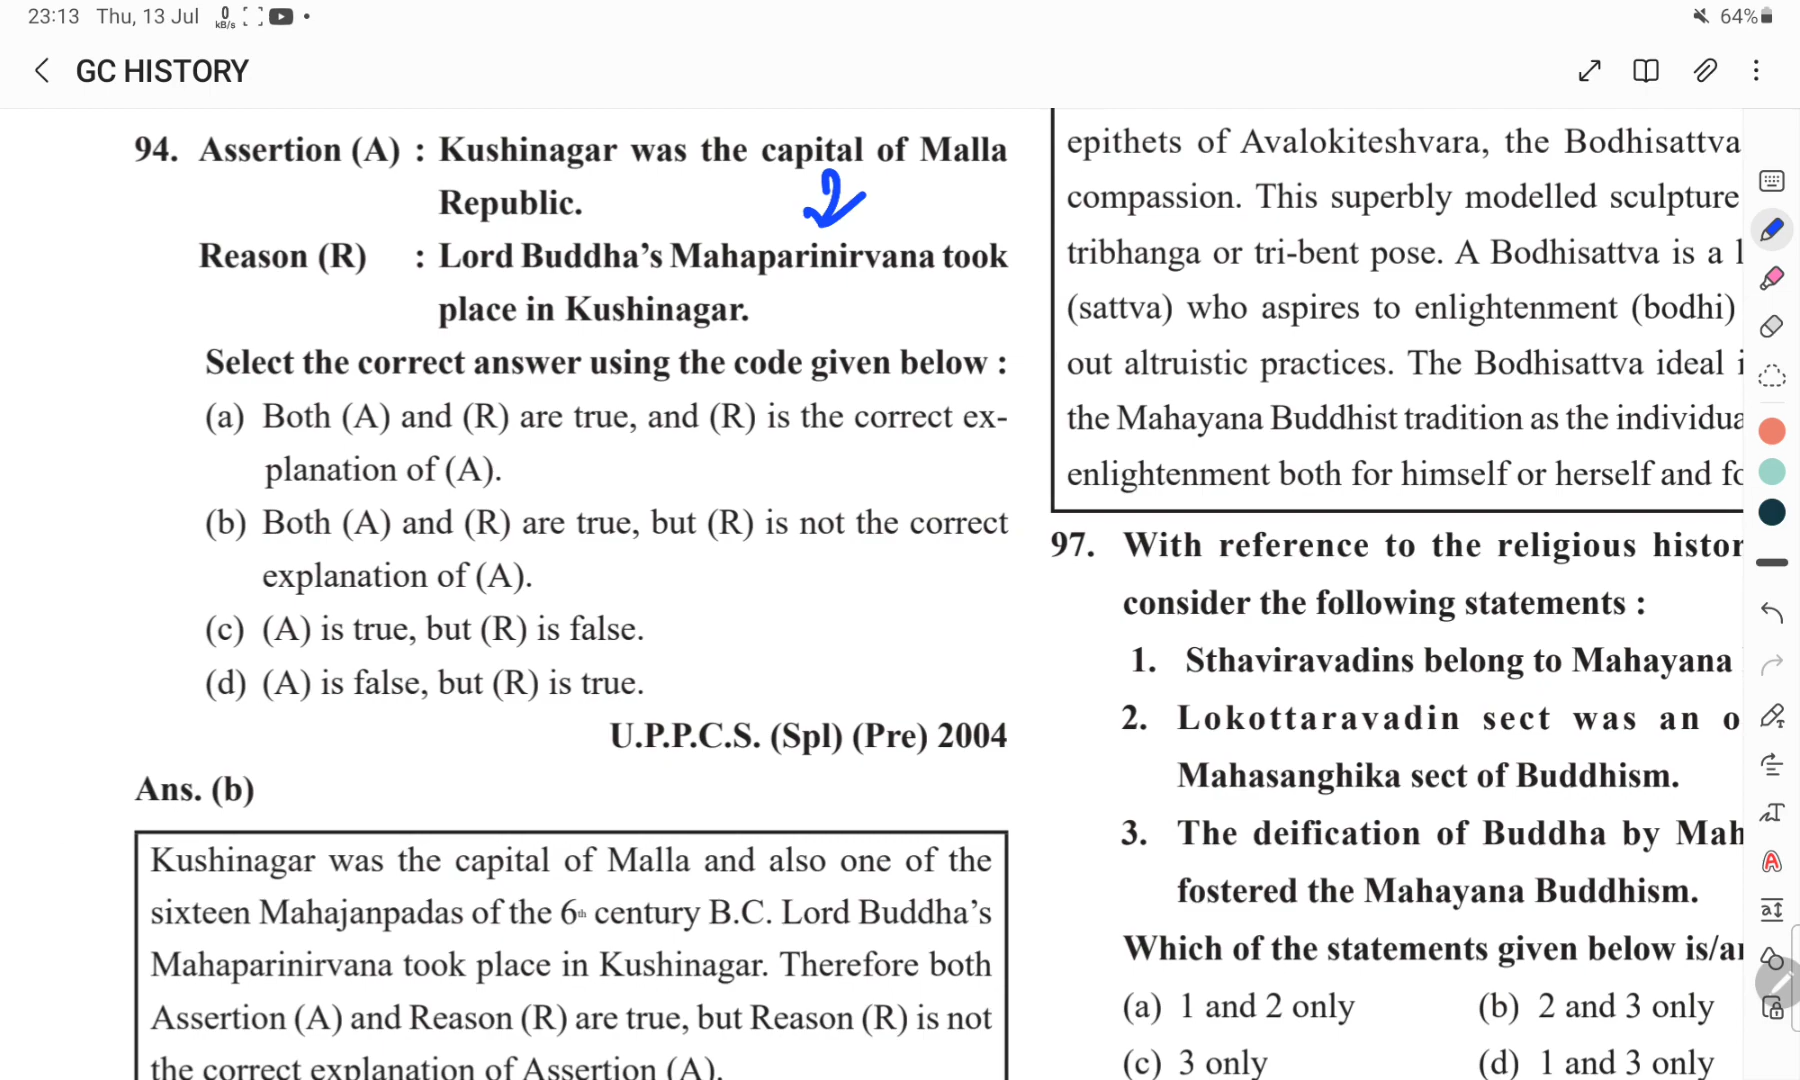 23:13 Thu, 13 Jul 0 kB/s 64%
GC HISTORY
94. Assertion (A) : Kushinagar was the capital of Malla
Republic.
Reason (R) : Lord Buddha’s Mahaparinirvana took
place in Kushinagar.
Select the correct answer using the code given below :
(a) Both (A) and (R) are true, and (R) is the correct ex-
planation of (A).
(b) Both (A) and (R) are true, but (R) is not the correct
explanation of (A).
(c) (A) is true, but (R) is false.
(d) (A) is false, but (R) is true.
U.P.P.C.S. (Spl) (Pre) 2004
Ans. (b)
Kushinagar was the capital of Malla and also one of the
sixteen Mahajanpadas of the 6th century B.C. Lord Buddha’s
Mahaparinirvana took place in Kushinagar. Therefore both
Assertion (A) and Reason (R) are true, but Reason (R) is not
the correct explanation of Assertion (A).
epithets of Avalokiteshvara, the Bodhisattva
compassion. This superbly modelled sculpture
tribhanga or tri-bent pose. A Bodhisattva is a
(sattva) who aspires to enlightenment (bodhi)
out altruistic practices. The Bodhisattva ideal
the Mahayana Buddhist tradition as the
enlightenment both for himself or herself and
97. With reference to the religious
consider the following statements :
1. Sthaviravadins belong to Mahayana
2. Lokottaravadin sect was an
Mahasanghika sect of Buddhism.
3. The deification of Buddha by
fostered the Mahayana Buddhism.
Which of the statements given below
(a) 1 and 2 only (b) 2 and 3 only
(c) 3 only (d) 1 and 3 only